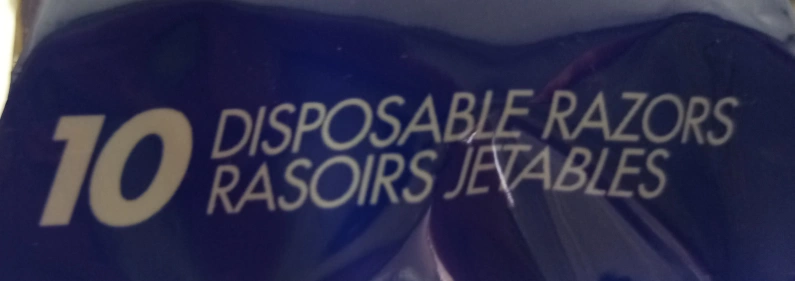 10 DISPOSABLE RAZORS
RASOIRS JETABLES